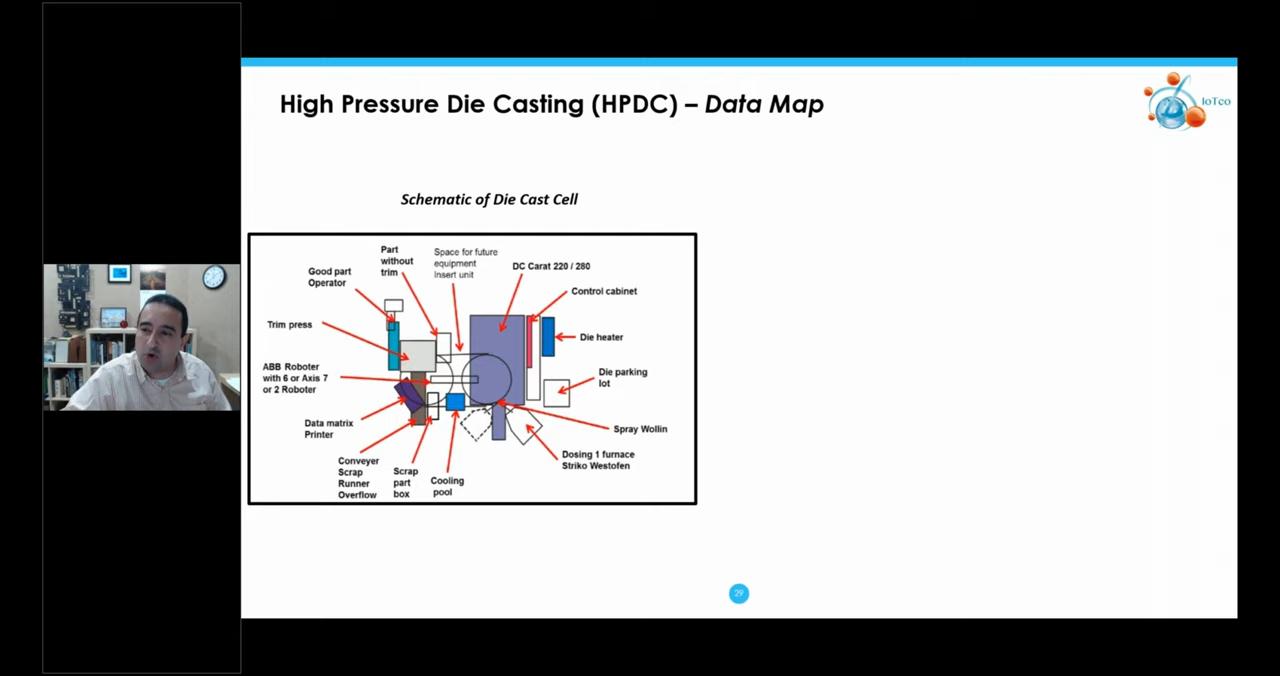 High Pressure Die Casting (HPDC) – Data Map
IoTco
Schematic of Die Cast Cell
Part
without
trim
Space for future
equipment
Insert unit
DC Carat 220 / 280
Good part
Operator
Control cabinet
Trim press
Die heater
ABB Roboter
with 6 or Axis 7
or 2 Roboter
Die parking
lot
Data matrix
Printer
Spray Wollin
Conveyer
Scrap
Runner
Overflow
Scrap
part
box
Cooling
pool
Dosing 1 furnace
Striko Westofen
29